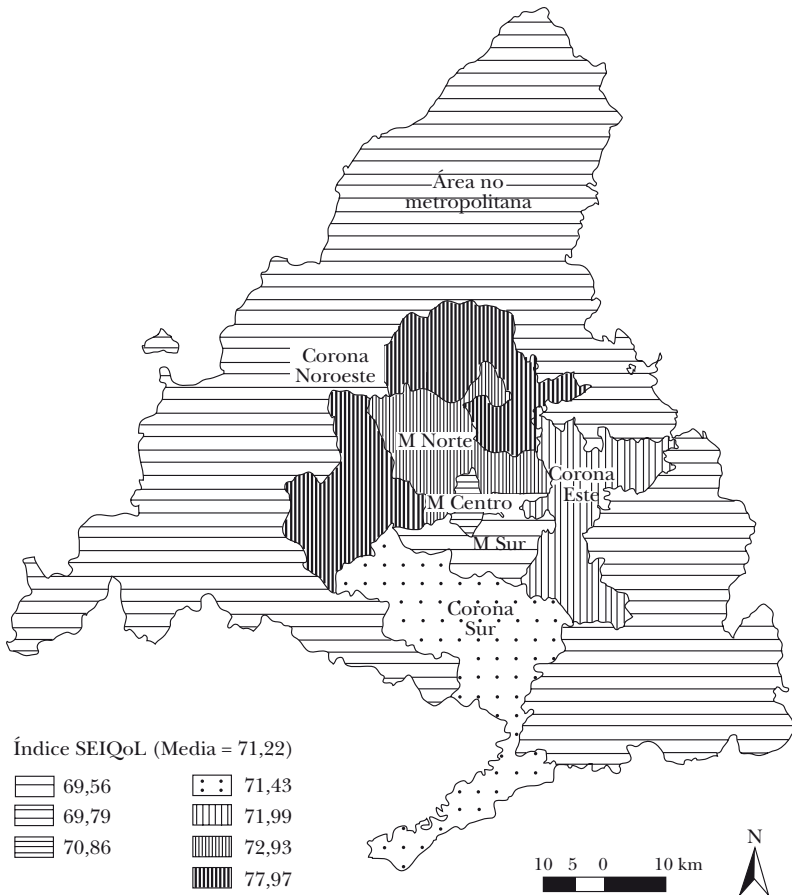 Área no
metropolitana
Corona
Noroeste
M Norte
Corona
Este
M Centro
M Sur
Corona
Sur
Índice SEIQoL (Media = 71,22)
69,56
69,79
70,86
71,43
71,99
72,93
77,97
10 5 0 10 km
N